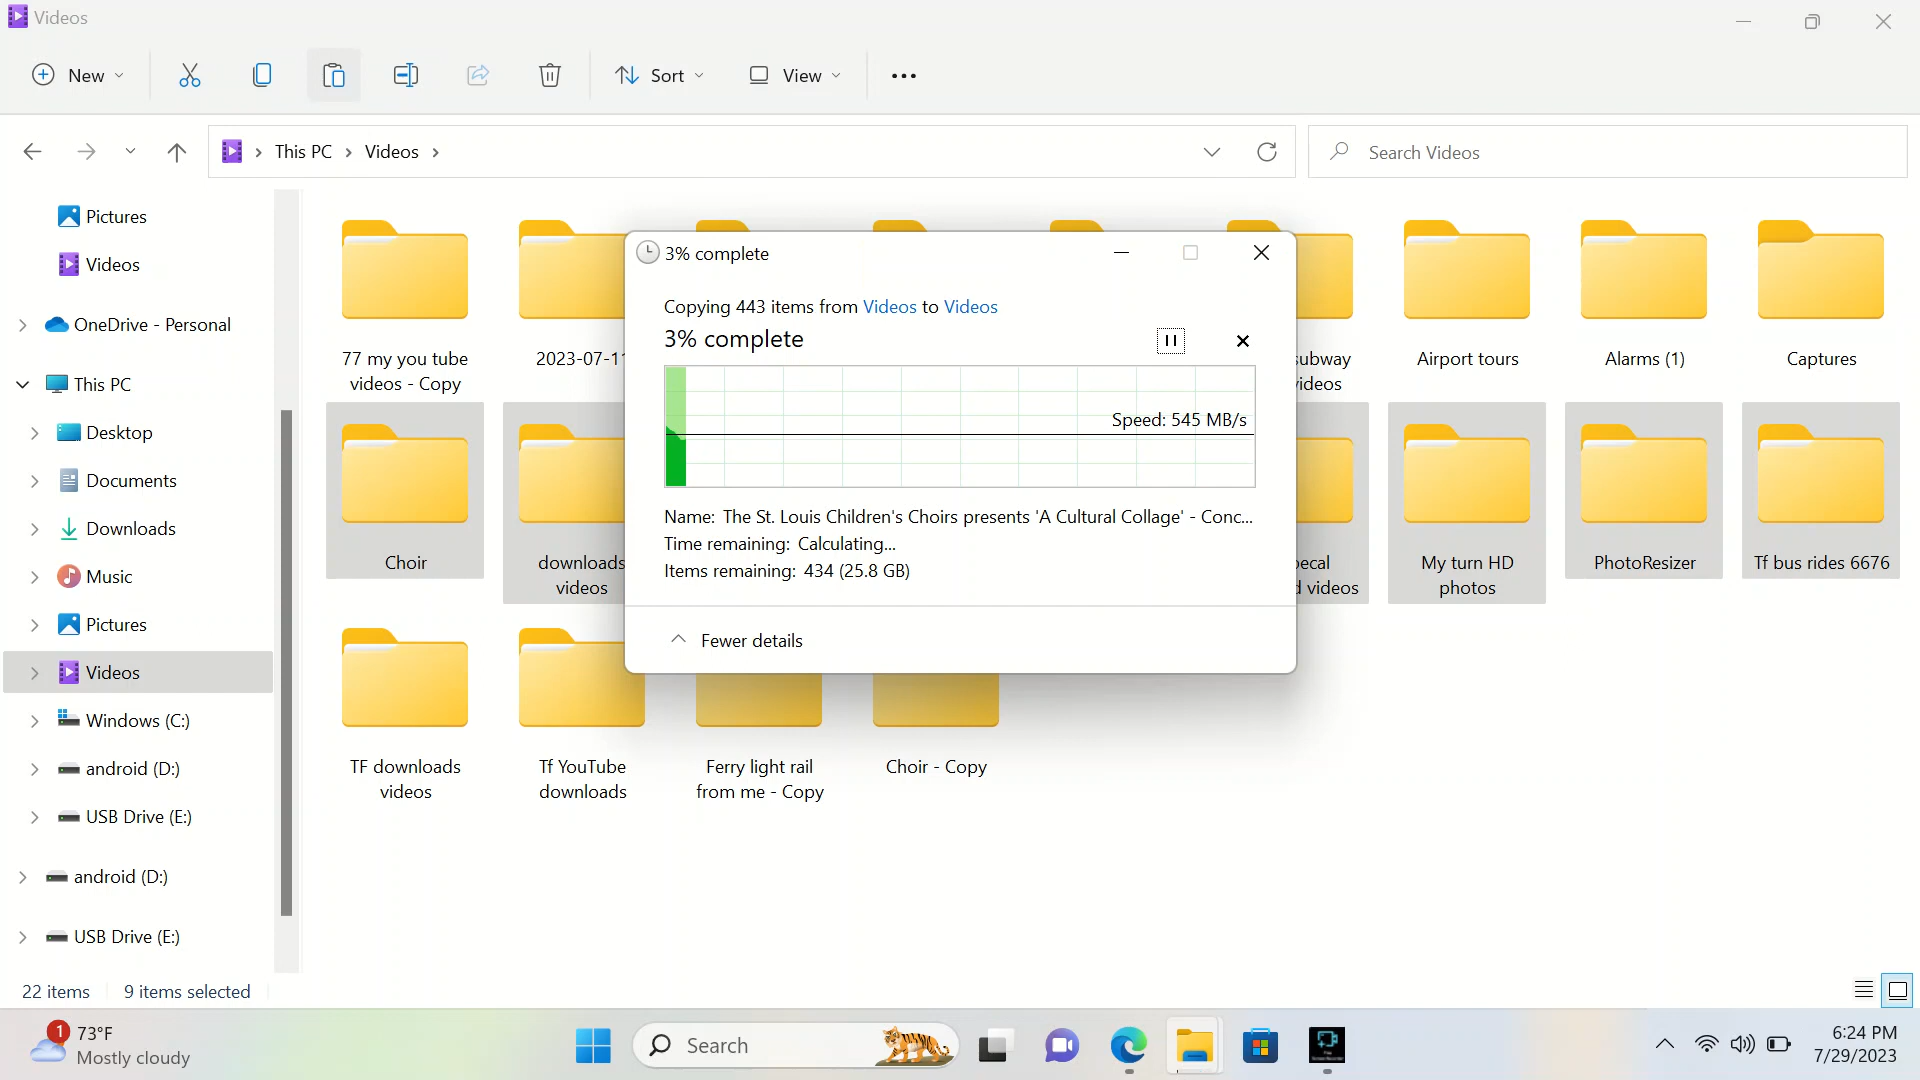 Videos
New
Sort
View
This PC
Videos
Search Videos
Pictures
Videos
OneDrive - Personal
This PC
Desktop
Documents
Downloads
Music
Pictures
Videos
Windows (C:)
android (D:)
USB Drive (E:)
android (D:)
USB Drive (E:)
77 my you tube
videos - Copy
2023-07-11
subway
videos
Airport tours
Alarms (1)
Captures
3% complete
Copying 443 items from Videos to Videos
3% complete
Speed: 545 MB/s
Name: The St. Louis Children's Choirs presents 'A Cultural Collage' - Conc...
Time remaining: Calculating...
Items remaining: 434 (25.8 GB)
Fewer details
Choir
downloads
videos
pecal
d videos
My turn HD
photos
PhotoResizer
Tf bus rides 6676
TF downloads
videos
Tf YouTube
downloads
Ferry light rail
from me - Copy
Choir - Copy
22 items
9 items selected
1
73°F
Mostly cloudy
Search
6:24 PM
7/29/2023